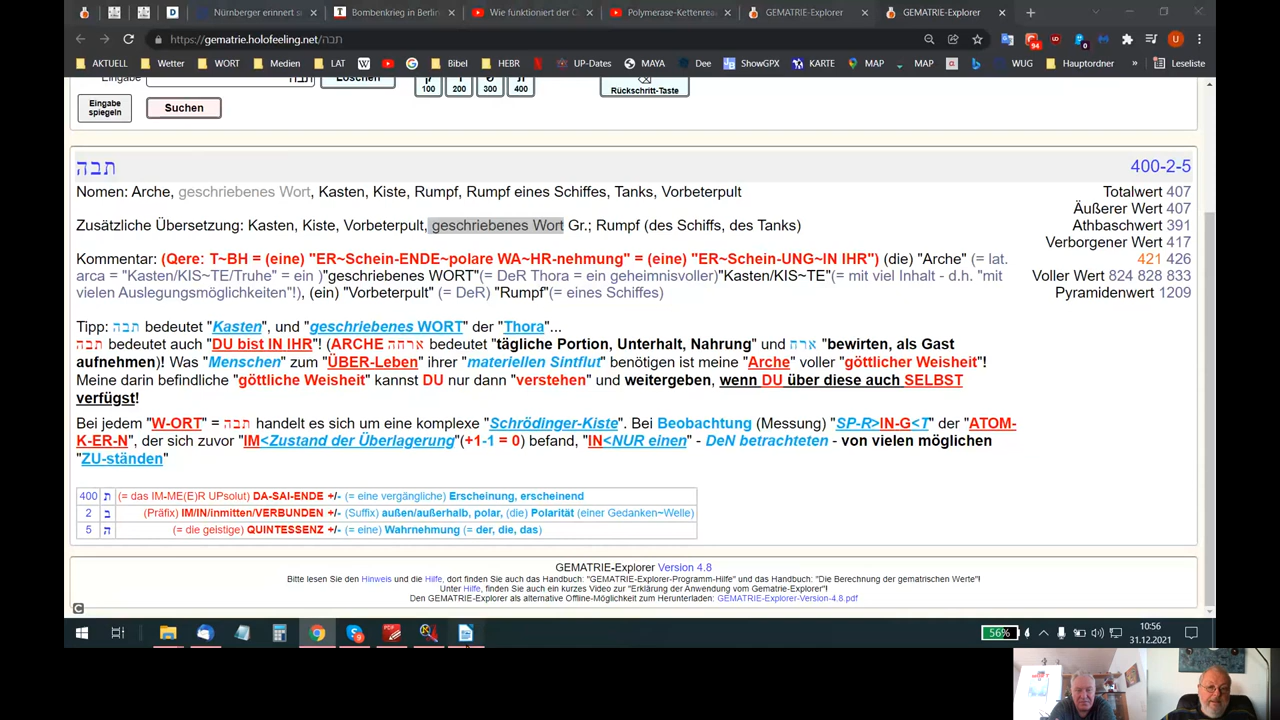 Nürnberger erinnert s
Bombenkrieg in Berlin
Wie funktioniert der C
Polymerase-Kettenrea
GEMATRIE-Explorer
GEMATRIE-Explorer
https://gematrie.holofeeling.net/תבה
94
0
U
AKTUELL
Wetter
WORT
Medien
LAT
Bibel
HEBR
UP-Dates
MAYA
Dee
ShowGPX
KARTE
MAP
MAP
WUG
Hauptordner
»
Leseliste
Eingabe תבה Löschen
ק 100
200
300
400
Rückschritt-Taste
Eingabe spiegeln
Suchen
תבה 400-2-5
Nomen: Arche, geschriebenes Wort, Kasten, Kiste, Rumpf, Rumpf eines Schiffes, Tanks, Vorbeterpult
Totalwert 407
Äußerer Wert 407
Athbaschwert 391
Verborgener Wert 417
421 426
Voller Wert 824 828 833
Pyramidenwert 1209
Zusätzliche Übersetzung: Kasten, Kiste, Vorbeterpult, geschriebenes Wort Gr.; Rumpf (des Schiffs, des Tanks)
Kommentar: (Qere: T~BH = (eine) "ER~Schein-ENDE~polare WA~HR-nehmung" = (eine) "ER~Schein-UNG~IN IHR") (die) "Arche" (= lat.
arca = "Kasten/KIS~TE/Truhe" = ein )"geschriebenes WORT"(= DeR Thora = ein geheimnisvoller)"Kasten/KIS~TE"(= mit viel Inhalt - d.h. "mit
vielen Auslegungsmöglichkeiten"!), (ein) "Vorbeterpult" (= DeR) "Rumpf"(= eines Schiffes)
Tipp: תבה bedeutet "Kasten", und "geschriebenes WORT" der "Thora"...
תבה bedeutet auch "DU bist IN IHR"! (ARCHE ארחה bedeutet "tägliche Portion, Unterhalt, Nahrung" und ארח "bewirten, als Gast
aufnehmen)! Was "Menschen" zum "ÜBER-Leben" ihrer "materiellen Sintflut" benötigen ist meine "Arche" voller "göttlicher Weisheit"!
Meine darin befindliche "göttliche Weisheit" kannst DU nur dann "verstehen" und weitergeben, wenn DU über diese auch SELBST
verfügst!
Bei jedem "W-ORT" = תבה handelt es sich um eine komplexe "Schrödinger-Kiste". Bei Beobachtung (Messung) "SP-R>IN-G<T" der "ATOM-
K-ER-N", der sich zuvor "IM<Zustand der Überlagerung"(+1-1 = 0) befand, "IN<NUR einen" - DeN betrachteten - von vielen möglichen
"ZU-ständen"
400 ת (= das IM-ME(E)R UPsolut) DA-SAI-ENDE +/- (= eine vergängliche) Erscheinung, erscheinend
2 ב (Präfix) IM/IN/inmitten/VERBUNDEN +/- (Suffix) außen/außerhalb, polar, (die) Polarität (einer Gedanken~Welle)
5 ה (= die geistige) QUINTESSENZ +/- (= eine) Wahrnehmung (= der, die, das)
GEMATRIE-Explorer Version 4.8
Bitte lesen Sie den Hinweis und die Hilfe, dort finden Sie auch das Handbuch: "GEMATRIE-Explorer-Programm-Hilfe" und das Handbuch: "Die Berechnung der gematrischen Werte"!
Unter Hilfe, finden Sie auch ein kurzes Video zur "Erklärung der Anwendung vom Gematrie-Explorer"!
Den GEMATRIE-Explorer als alternative Offline-Möglichkeit zum Herunterladen: GEMATRIE-Explorer-Version-4.8.pdf
56%
10:56
31.12.2021